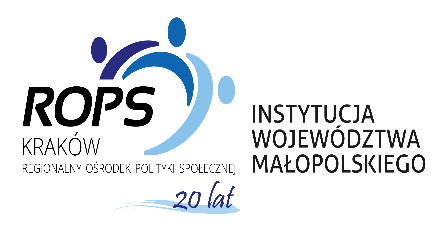 ROPS
KRAKÓW
REGIONALNY OŚRODEK POLITYKI SPOŁECZNEJ
20 lat
INSTYTUCJA
WOJEWÓDZTWA
MAŁOPOLSKIEGO